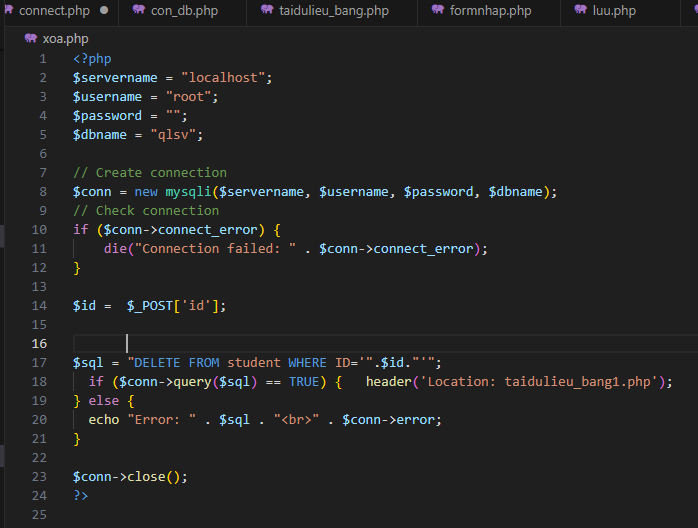 connect.php con_db.php taidulieu_bang.php formnhap.php luu.php
xoa.php
1 <?php
2 $servername = "localhost";
3 $username = "root";
4 $password = "";
5 $dbname = "qlsv";
6
7 // Create connection
8 $conn = new mysqli($servername, $username, $password, $dbname);
9 // Check connection
10 if ($conn->connect_error) {
11     die("Connection failed: " . $conn->connect_error);
12 }
13
14 $id =  $_POST['id'];
15
16
17 $sql = "DELETE FROM student WHERE ID='".$id."'";
18   if ($conn->query($sql) == TRUE) {   header('Location: taidulieu_bang1.php');
19 } else {
20   echo "Error: " . $sql . "<br>" . $conn->error;
21 }
22
23 $conn->close();
24 ?>
25